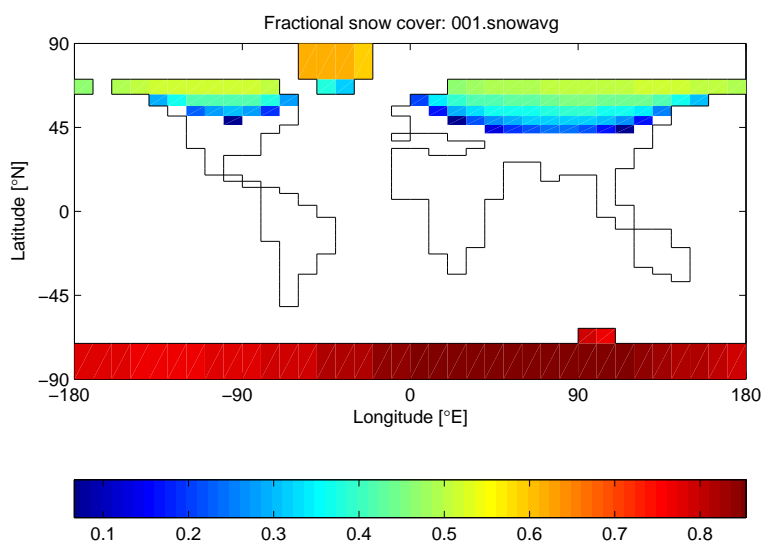 Fractional snow cover: 001.snowavg
90
45
0
−45
−90
Latitude [°N]
−180 −90 0 90 180
Longitude [°E]
0.1 0.2 0.3 0.4 0.5 0.6 0.7 0.8